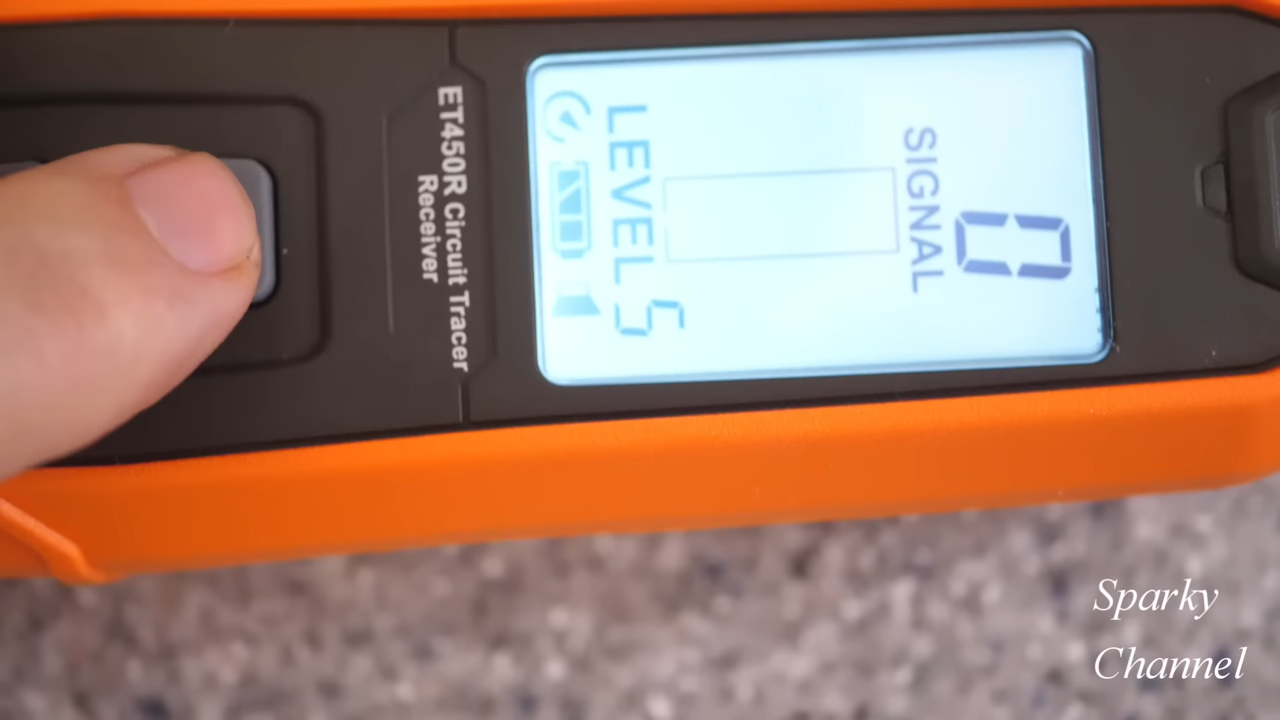 0
SIGNAL
LEVEL 5
ET450R Circuit Tracer
Receiver
Sparky
Channel